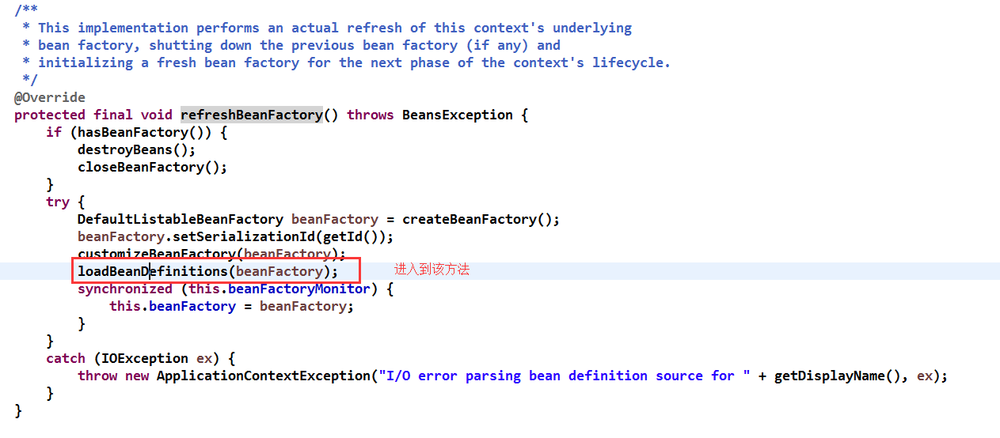 /**
 * This implementation performs an actual refresh of this context's underlying
 * bean factory, shutting down the previous bean factory (if any) and
 * initializing a fresh bean factory for the next phase of the context's lifecycle.
 */
@Override
protected final void refreshBeanFactory() throws BeansException {
    if (hasBeanFactory()) {
        destroyBeans();
        closeBeanFactory();
    }
    try {
        DefaultListableBeanFactory beanFactory = createBeanFactory();
        beanFactory.setSerializationId(getId());
        customizeBeanFactory(beanFactory);
        loadBeanDefinitions(beanFactory); 进入到该方法
        synchronized (this.beanFactoryMonitor) {
            this.beanFactory = beanFactory;
        }
    }
    catch (IOException ex) {
        throw new ApplicationContextException("I/O error parsing bean definition source for " + getDisplayName(), ex);
    }
}